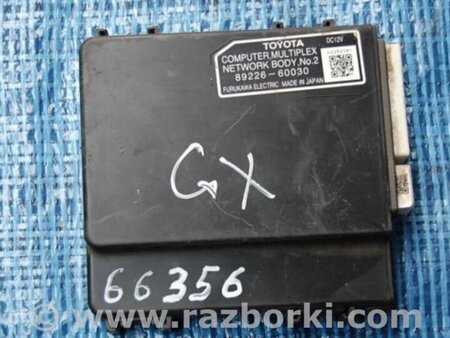 TOYOTA DC12V
COMPUTER, MULTIPLEX
NETWORK BODY, No.2
89226-60030
FURUKAWA ELECTRIC MADE IN JAPAN
GX
66356
www.razborki.com